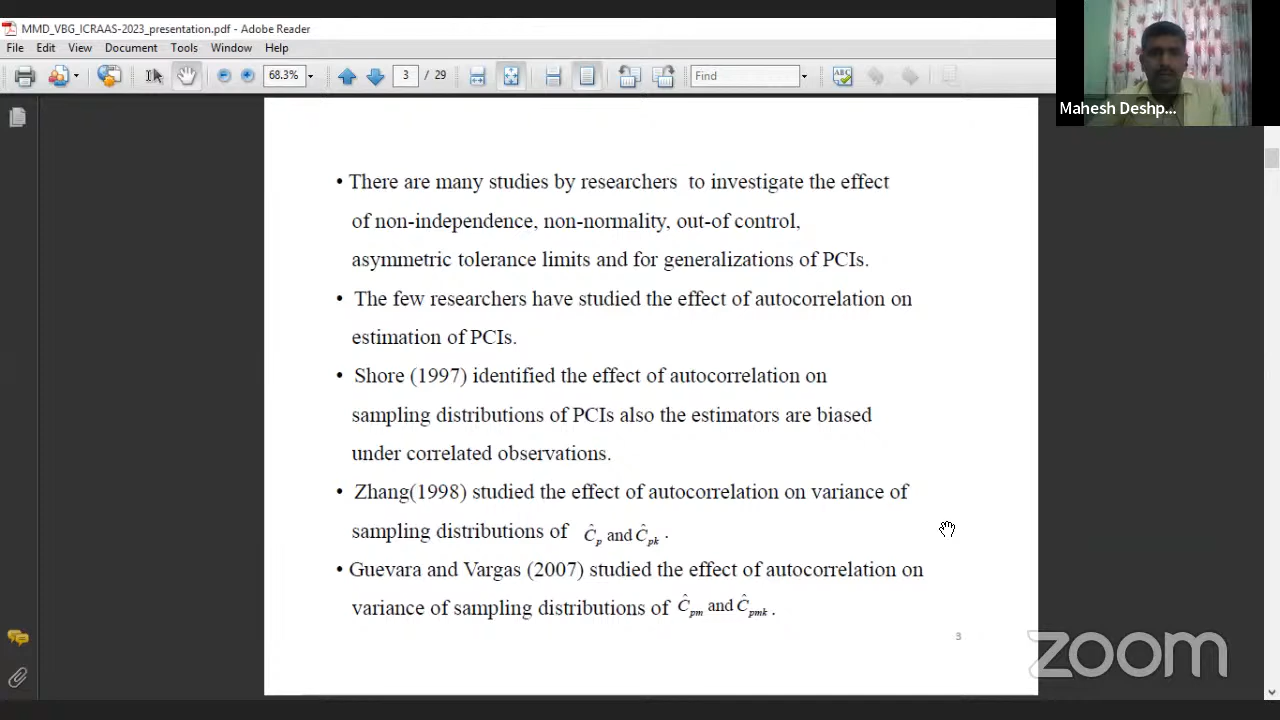 MMD_VBG_ICRAAS-2023_presentation.pdf - Adobe Reader
File Edit View Document Tools Window Help
68.3% 3 / 29 Find
Mahesh Deshp...
• There are many studies by researchers to investigate the effect
of non-independence, non-normality, out-of control,
asymmetric tolerance limits and for generalizations of PCIs.
• The few researchers have studied the effect of autocorrelation on
estimation of PCIs.
• Shore (1997) identified the effect of autocorrelation on
sampling distributions of PCIs also the estimators are biased
under correlated observations.
• Zhang(1998) studied the effect of autocorrelation on variance of
sampling distributions of Ĉp and Ĉpk .
• Guevara and Vargas (2007) studied the effect of autocorrelation on
variance of sampling distributions of Ĉpm and Ĉpmk .
3
zoom